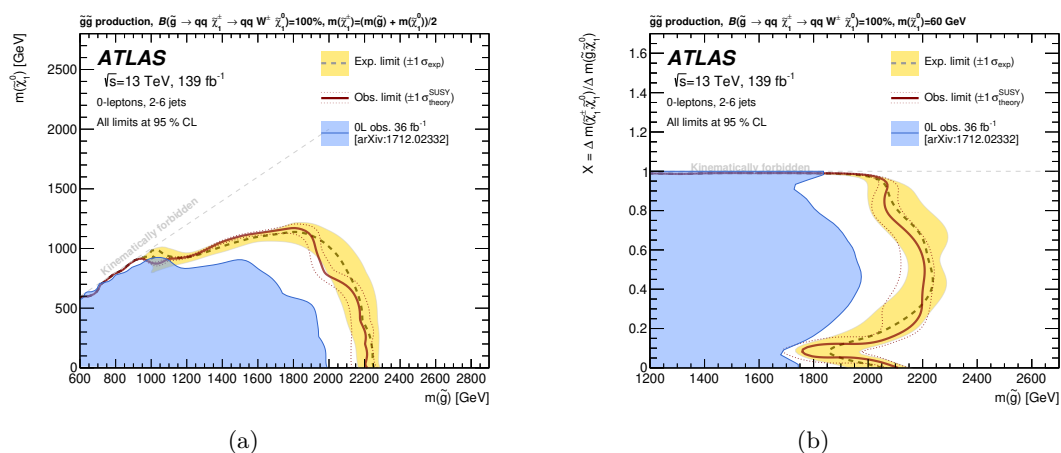 g̃g̃ production, B(g̃ → qq χ̃₁± → qq W± χ̃₁⁰)=100%, m(χ̃₁±)=(m(g̃) + m(χ̃₁⁰))/2
m(χ̃₁⁰) [GeV]
ATLAS
√s=13 TeV, 139 fb⁻¹
0-leptons, 2-6 jets
All limits at 95 % CL
Exp. limit (±1 σexp)
Obs. limit (±1 σ SUSY theory)
0L obs. 36 fb⁻¹
[arXiv:1712.02332]
Kinematically forbidden
2500
2000
1500
1000
500
0
600 800 1000 1200 1400 1600 1800 2000 2200 2400 2600 2800
m(g̃) [GeV]
(a)
g̃g̃ production, B(g̃ → qq χ̃₁± → qq W± χ̃₁⁰)=100%, m(χ̃₁⁰)=60 GeV
X = Δ m(χ̃₁±,χ̃₁⁰)/Δ m(g̃,χ̃₁⁰)
ATLAS
√s=13 TeV, 139 fb⁻¹
0-leptons, 2-6 jets
All limits at 95 % CL
Exp. limit (±1 σexp)
Obs. limit (±1 σ SUSY theory)
0L obs. 36 fb⁻¹
[arXiv:1712.02332]
Kinematically forbidden
1.6
1.4
1.2
1
0.8
0.6
0.4
0.2
0
1200 1400 1600 1800 2000 2200 2400 2600
m(g̃) [GeV]
(b)